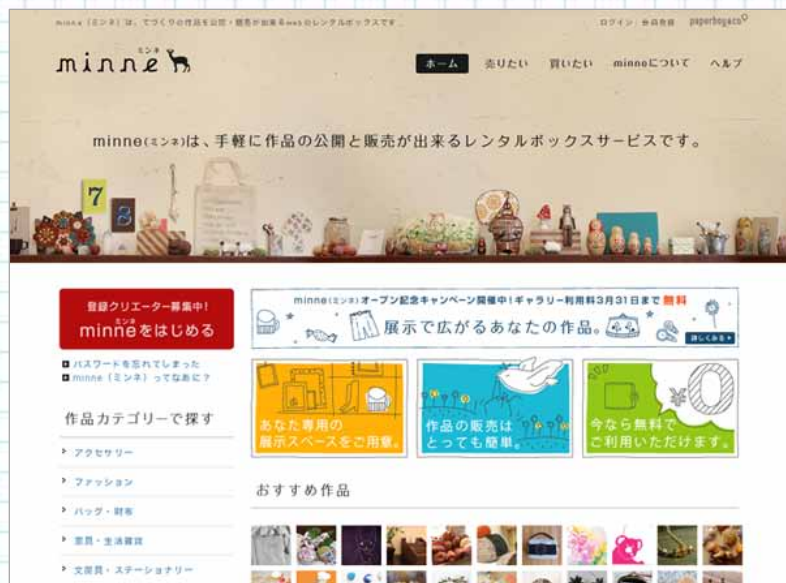 minne（ミンネ）は、てづくりの作品を公開・販売が出来るwebのレンタルボックスです
ログイン 会員登録 paperboy&co
ミンネ
minne
ホーム 売りたい 買いたい minneについて ヘルプ
minne(ミンネ)は、手軽に作品の公開と販売が出来るレンタルボックスサービスです。
7
8
登録クリエーター募集中!
ミンネ
minneをはじめる
minne(ミンネ)オープン記念キャンペーン開催中!ギャラリー利用料3月31日まで 無料
展示で広がるあなたの作品。
詳しくみる
パスワードを忘れてしまった
minne（ミンネ）ってなあに？
あなた専用の
展示スペースをご用意。
作品の販売は
とっても簡単。
¥0
今なら無料で
ご利用いただけます。
作品カテゴリーで探す
アクセサリー
ファッション
バッグ・財布
家具・生活雑貨
文房具・ステーショナリー
おすすめ作品